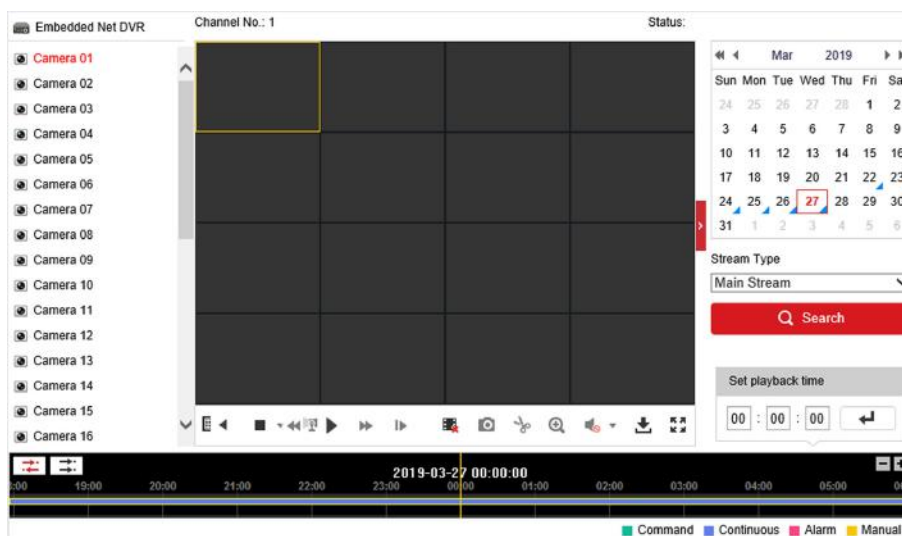 Embedded Net DVR
Channel No.: 1
Status:
Camera 01
Camera 02
Camera 03
Camera 04
Camera 05
Camera 06
Camera 07
Camera 08
Camera 09
Camera 10
Camera 11
Camera 12
Camera 13
Camera 14
Camera 15
Camera 16
Mar 2019
Sun Mon Tue Wed Thu Fri Sa
24 25 26 27 28 1 2
3 4 5 6 7 8 9
10 11 12 13 14 15 16
17 18 19 20 21 22 23
24 25 26 27 28 29 30
31 1 2 3 4 5 6
Stream Type
Main Stream
Search
Set playback time
00 : 00 : 00
2019-03-27 00:00:00
:00 19:00 20:00 21:00 22:00 23:00 00:00 01:00 02:00 03:00 04:00 05:00
Command Continuous Alarm Manual